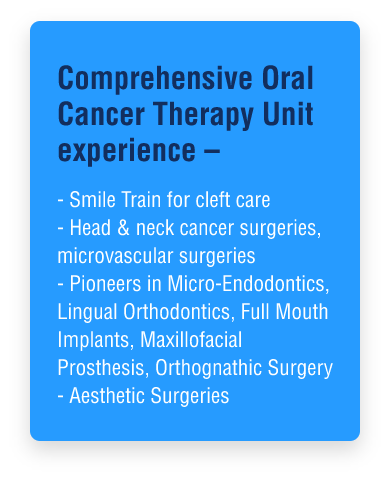 Comprehensive Oral
Cancer Therapy Unit
experience –
- Smile Train for cleft care
- Head & neck cancer surgeries,
microvascular surgeries
- Pioneers in Micro-Endodontics,
Lingual Orthodontics, Full Mouth
Implants, Maxillofacial
Prosthesis, Orthognathic Surgery
- Aesthetic Surgeries